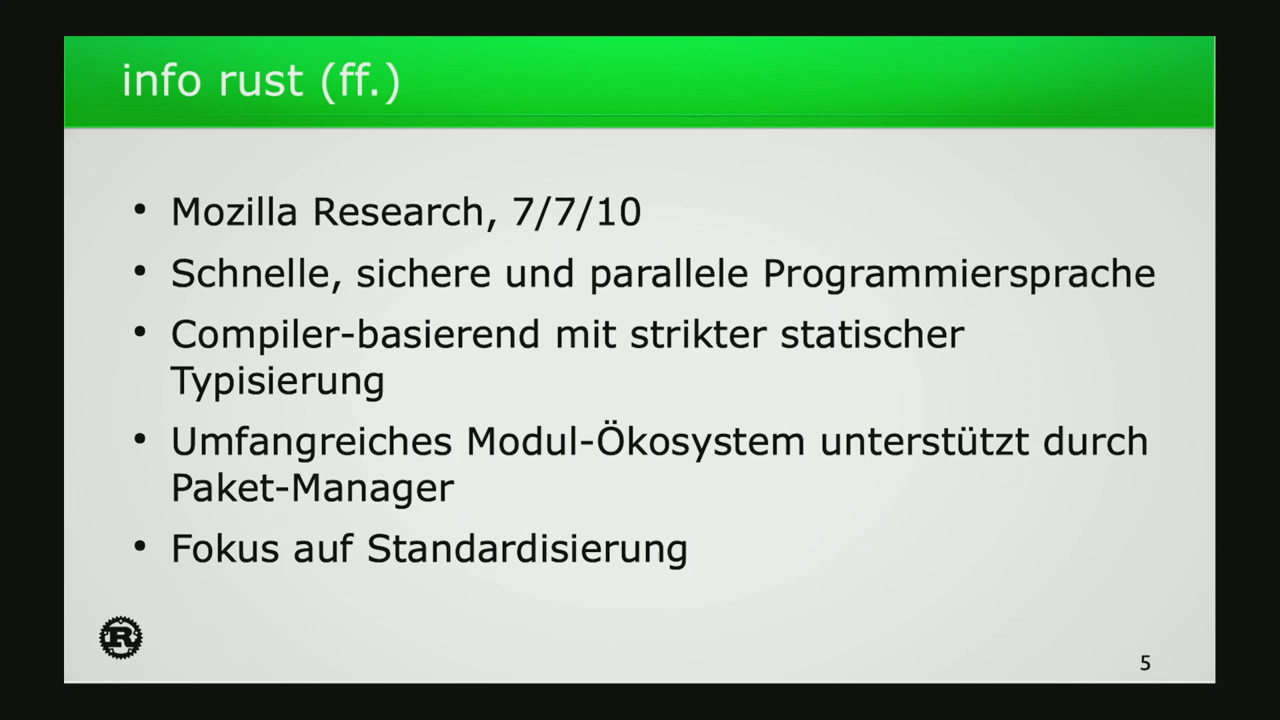 info rust (ff.)
• Mozilla Research, 7/7/10
• Schnelle, sichere und parallele Programmiersprache
• Compiler-basierend mit strikter statischer
Typisierung
• Umfangreiches Modul-Ökosystem unterstützt durch
Paket-Manager
• Fokus auf Standardisierung
R
5